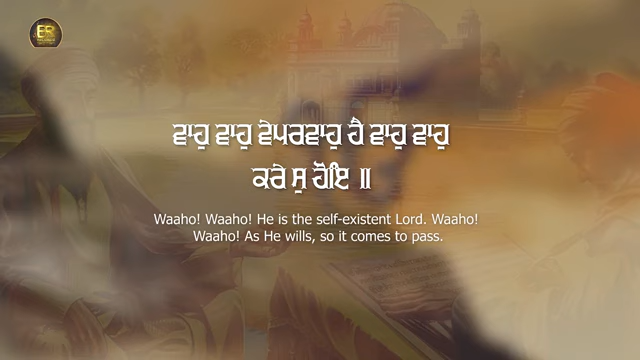 ER
ਵਾਹੁ ਵਾਹੁ ਵੇਪਰਵਾਹੁ ਹੈ ਵਾਹੁ ਵਾਹੁ
ਕਰੇ ਸੁ ਹੋਇ ॥
Waaho! Waaho! He is the self-existent Lord. Waaho!
Waaho! As He wills, so it comes to pass.